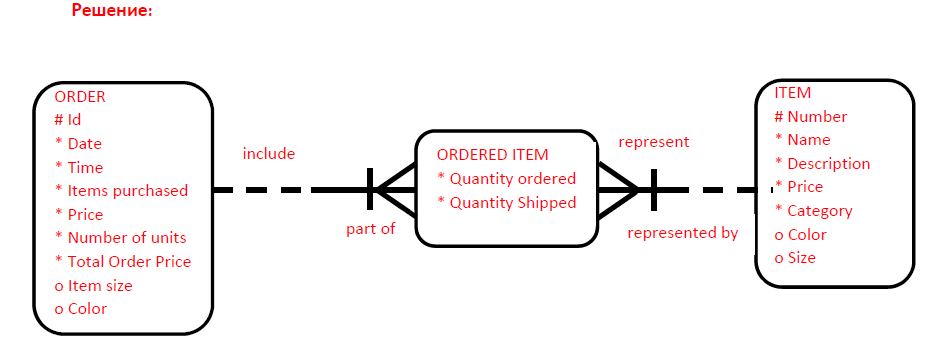 Решение:
ORDER
# Id
* Date
* Time
* Items purchased
* Price
* Number of units
* Total Order Price
o Item size
o Color
include
part of
ORDERED ITEM
* Quantity ordered
* Quantity Shipped
represent
represented by
ITEM
# Number
* Name
* Description
* Price
* Category
o Color
o Size